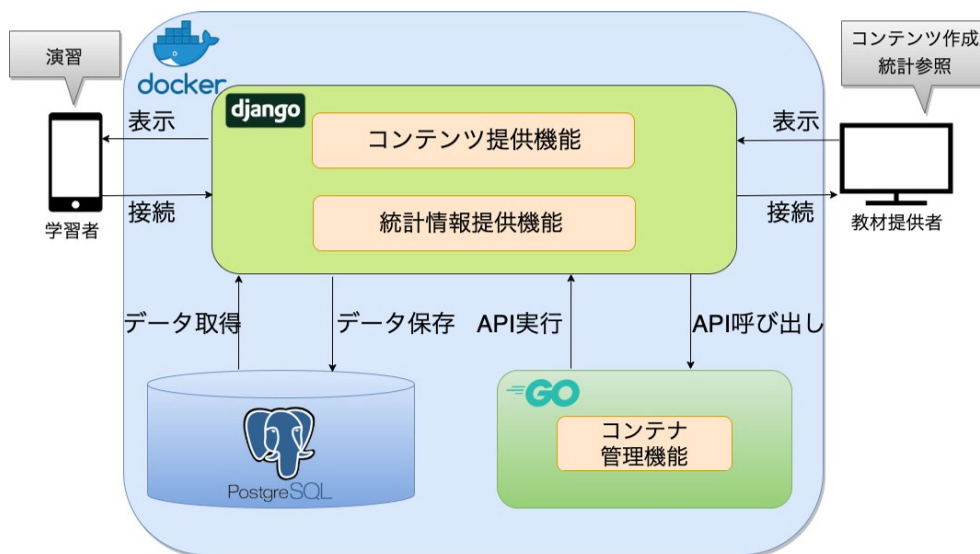 演習
docker
コンテンツ作成
統計参照
django
表示
コンテンツ提供機能
表示
接続
学習者
統計情報提供機能
接続
教材提供者
データ取得
データ保存
API実行
API呼び出し
GO
PostgreSQL
コンテナ
管理機能